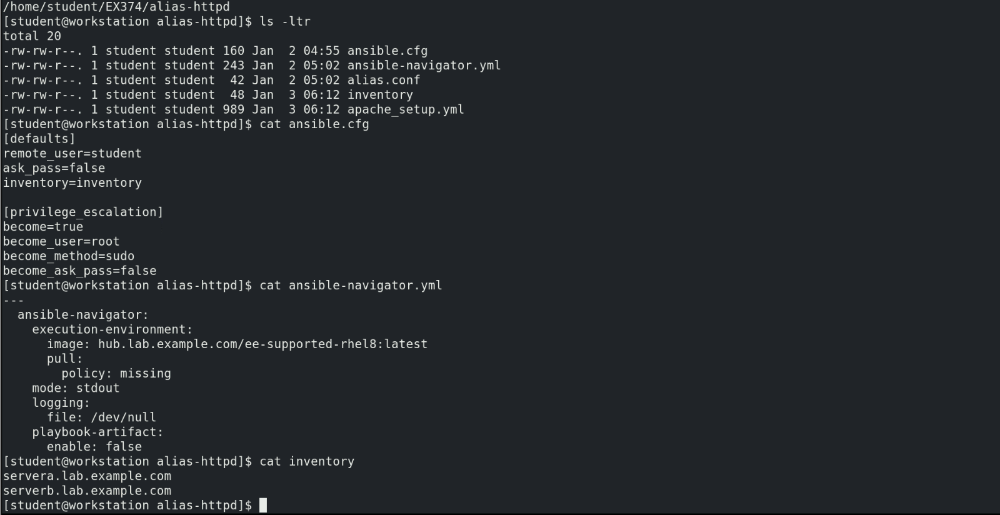 /home/student/EX374/alias-httpd
[student@workstation alias-httpd]$ ls -ltr
total 20
-rw-rw-r--. 1 student student 160 Jan  2 04:55 ansible.cfg
-rw-rw-r--. 1 student student 243 Jan  2 05:02 ansible-navigator.yml
-rw-rw-r--. 1 student student  42 Jan  2 05:02 alias.conf
-rw-rw-r--. 1 student student  48 Jan  3 06:12 inventory
-rw-rw-r--. 1 student student 989 Jan  3 06:12 apache_setup.yml
[student@workstation alias-httpd]$ cat ansible.cfg
[defaults]
remote_user=student
ask_pass=false
inventory=inventory

[privilege_escalation]
become=true
become_user=root
become_method=sudo
become_ask_pass=false
[student@workstation alias-httpd]$ cat ansible-navigator.yml
---
  ansible-navigator:
    execution-environment:
      image: hub.lab.example.com/ee-supported-rhel8:latest
      pull:
        policy: missing
    mode: stdout
    logging:
      file: /dev/null
    playbook-artifact:
      enable: false
[student@workstation alias-httpd]$ cat inventory
servera.lab.example.com
serverb.lab.example.com
[student@workstation alias-httpd]$